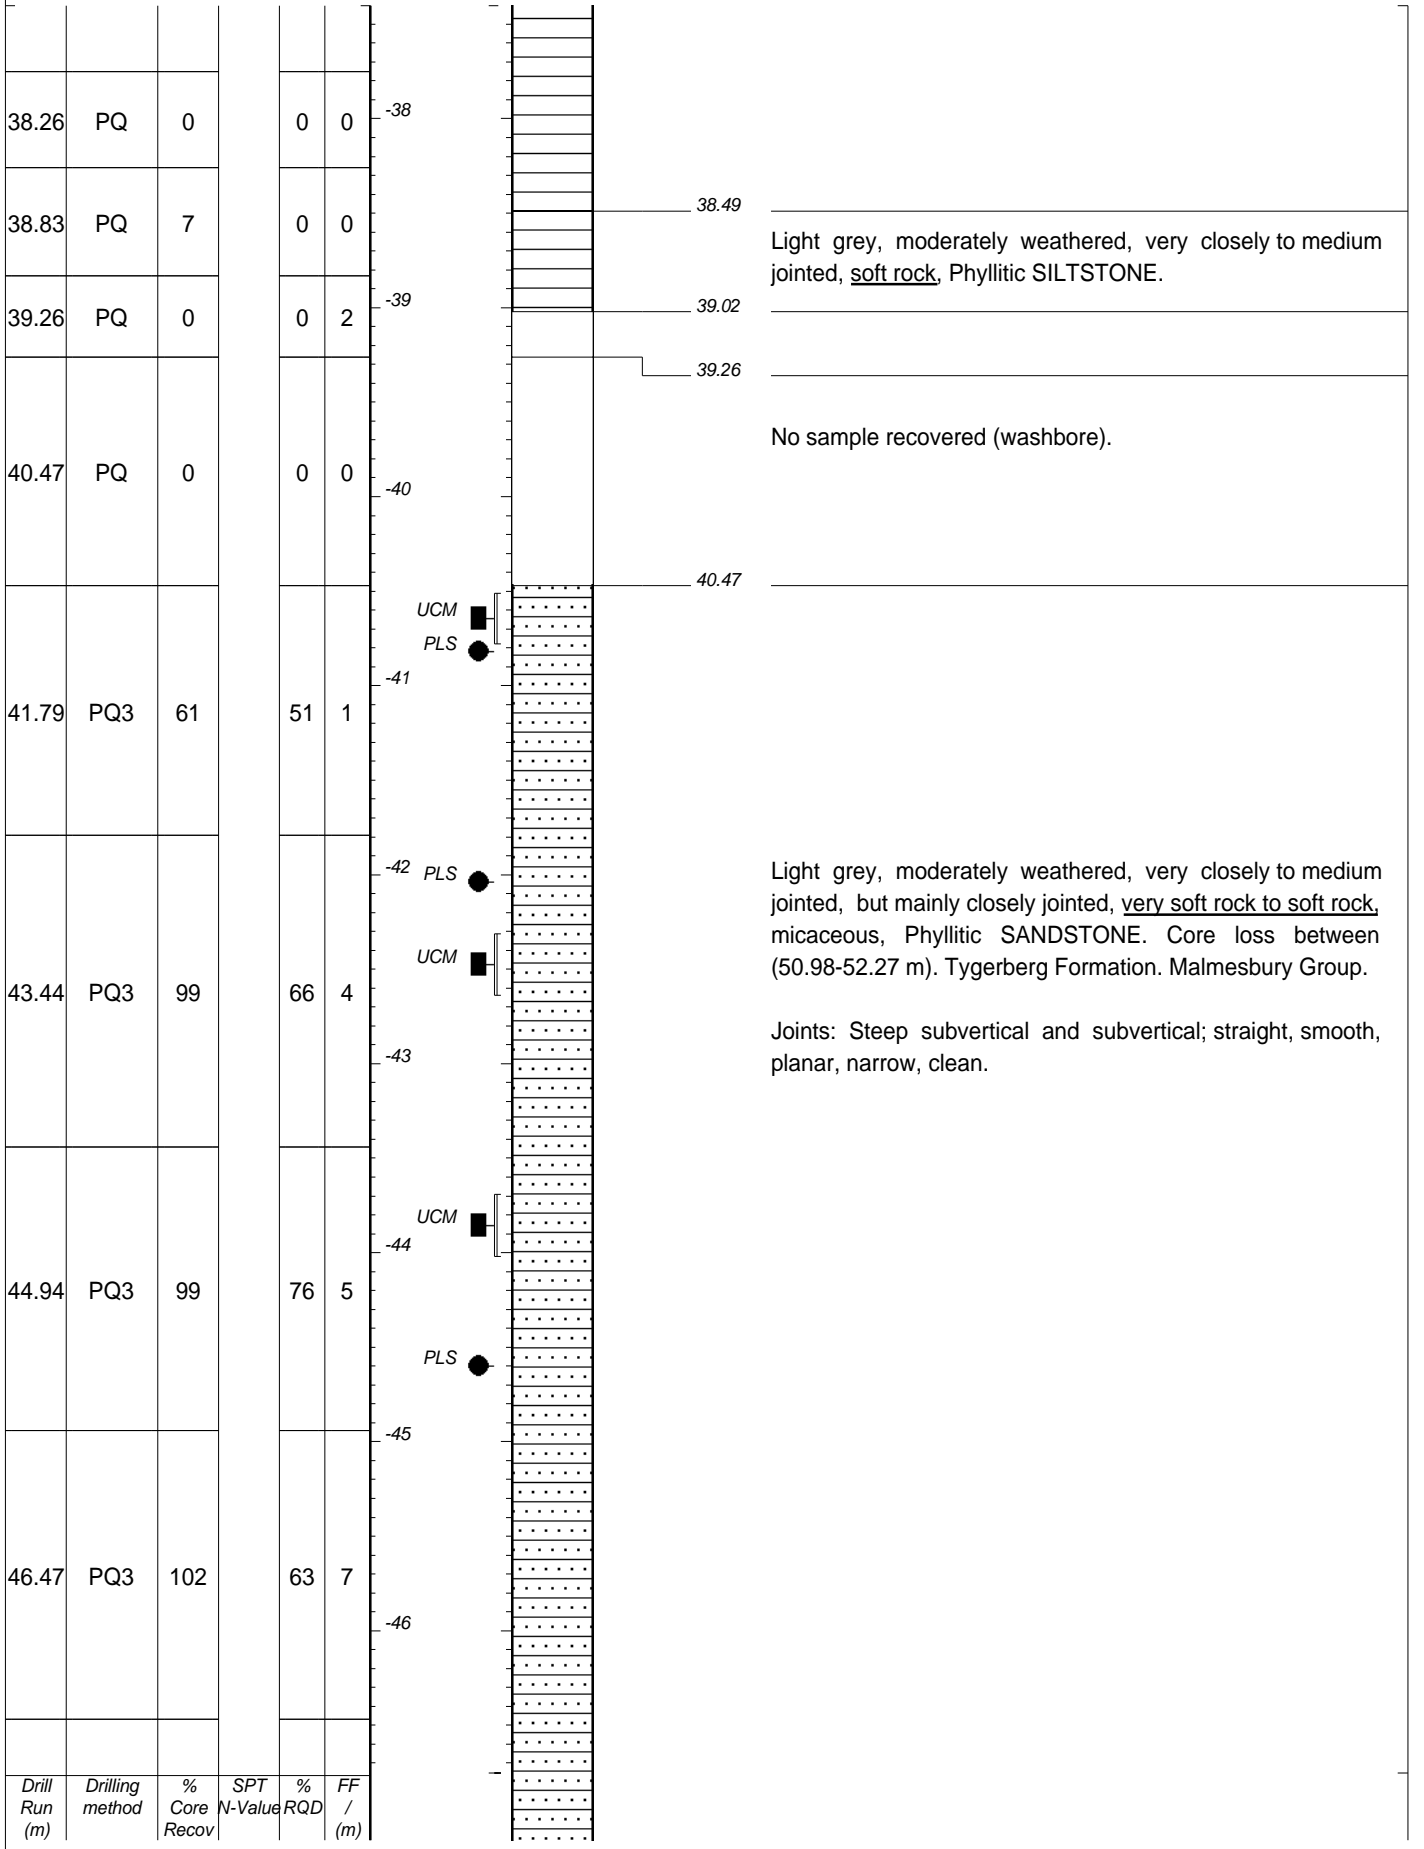 38.26 PQ 0 0 0 -38
38.49
38.83 PQ 7 0 0
Light grey, moderately weathered, very closely to medium
jointed, soft rock, Phyllitic SILTSTONE.
-39
39.02
39.26 PQ 0 0 2
39.26
No sample recovered (washbore).
40.47 PQ 0 0 0
-40
40.47
UCM
PLS
-41
41.79 PQ3 61 51 1
-42 PLS
Light grey, moderately weathered, very closely to medium
jointed, but mainly closely jointed, very soft rock to soft rock,
micaceous, Phyllitic SANDSTONE. Core loss between
(50.98-52.27 m). Tygerberg Formation. Malmesbury Group.
UCM
43.44 PQ3 99 66 4
Joints: Steep subvertical and subvertical; straight, smooth,
planar, narrow, clean.
-43
UCM
-44
44.94 PQ3 99 76 5
PLS
-45
46.47 PQ3 102 63 7
-46
Drill Drilling % SPT % FF
Run method Core N-Value RQD /
(m) Recov (m)